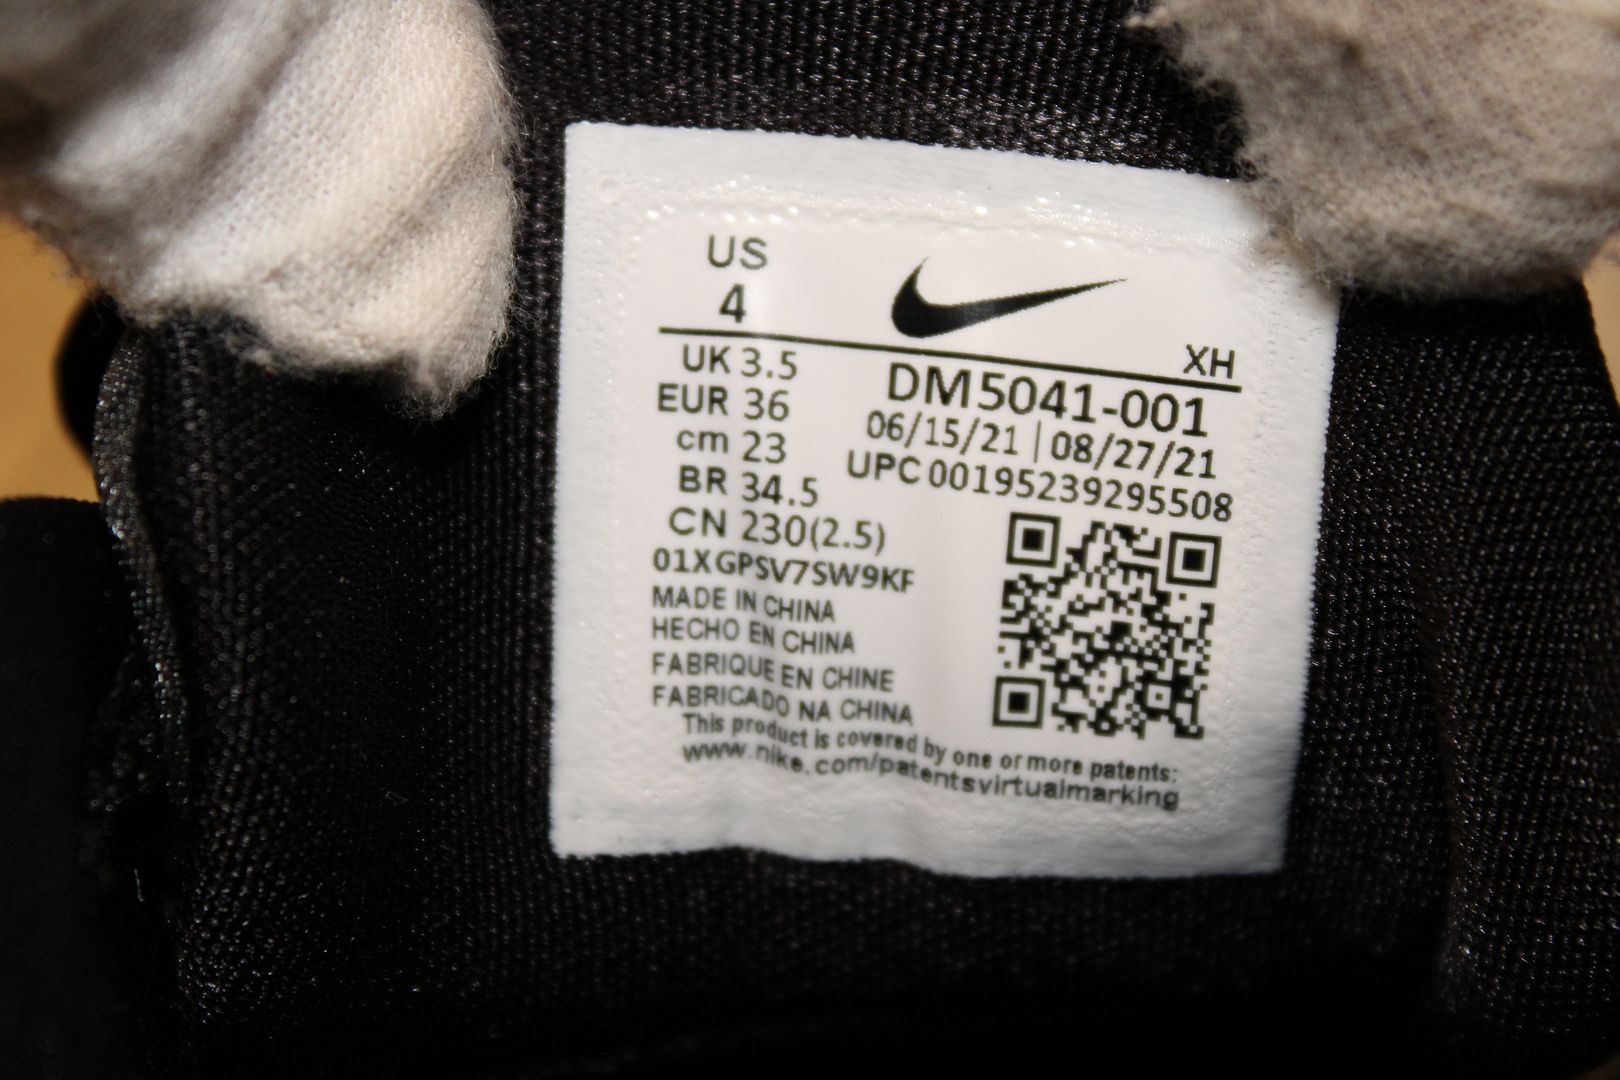 US
4
XH
UK 3.5
EUR 36
cm 23
BR 34.5
CN 230(2.5)
DM5041-001
06/15/21 | 08/27/21
UPC 00195239295508
01XGPSV7SW9KF
MADE IN CHINA
HECHO EN CHINA
FABRIQUE EN CHINE
FABRICADO NA CHINA
This product is covered by one or more patents:
www.nike.com/patentsvirtualmarking